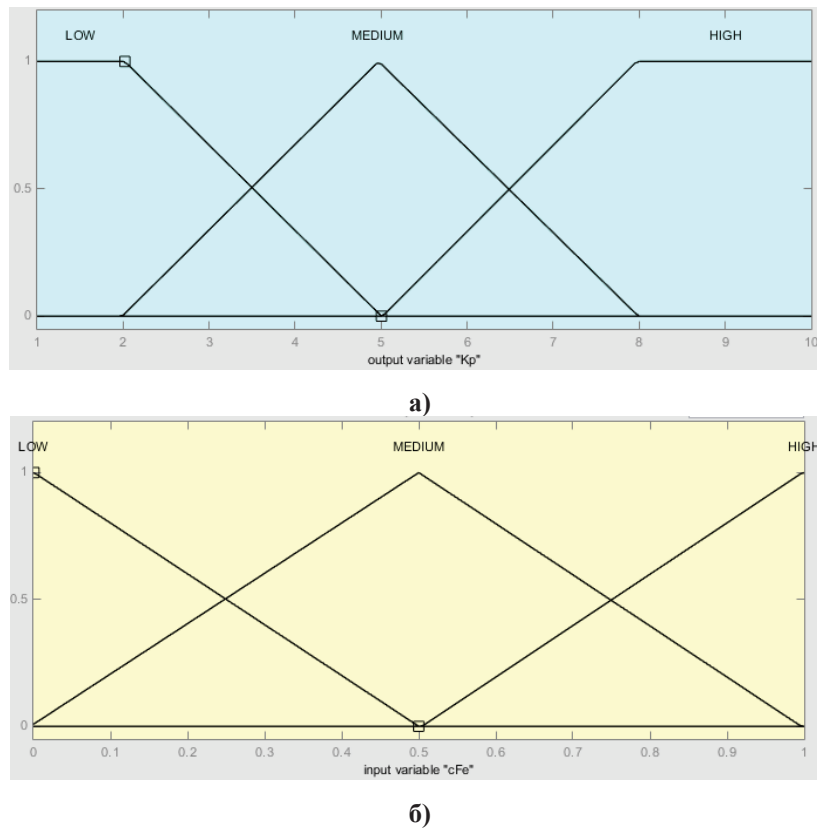 LOW MEDIUM HIGH
1
0.5
0
1 2 3 4 5 6 7 8 9 10
output variable "Kp"
а)
LOW MEDIUM HIGH
1
0.5
0
0 0.1 0.2 0.3 0.4 0.5 0.6 0.7 0.8 0.9 1
input variable "cFe"
б)